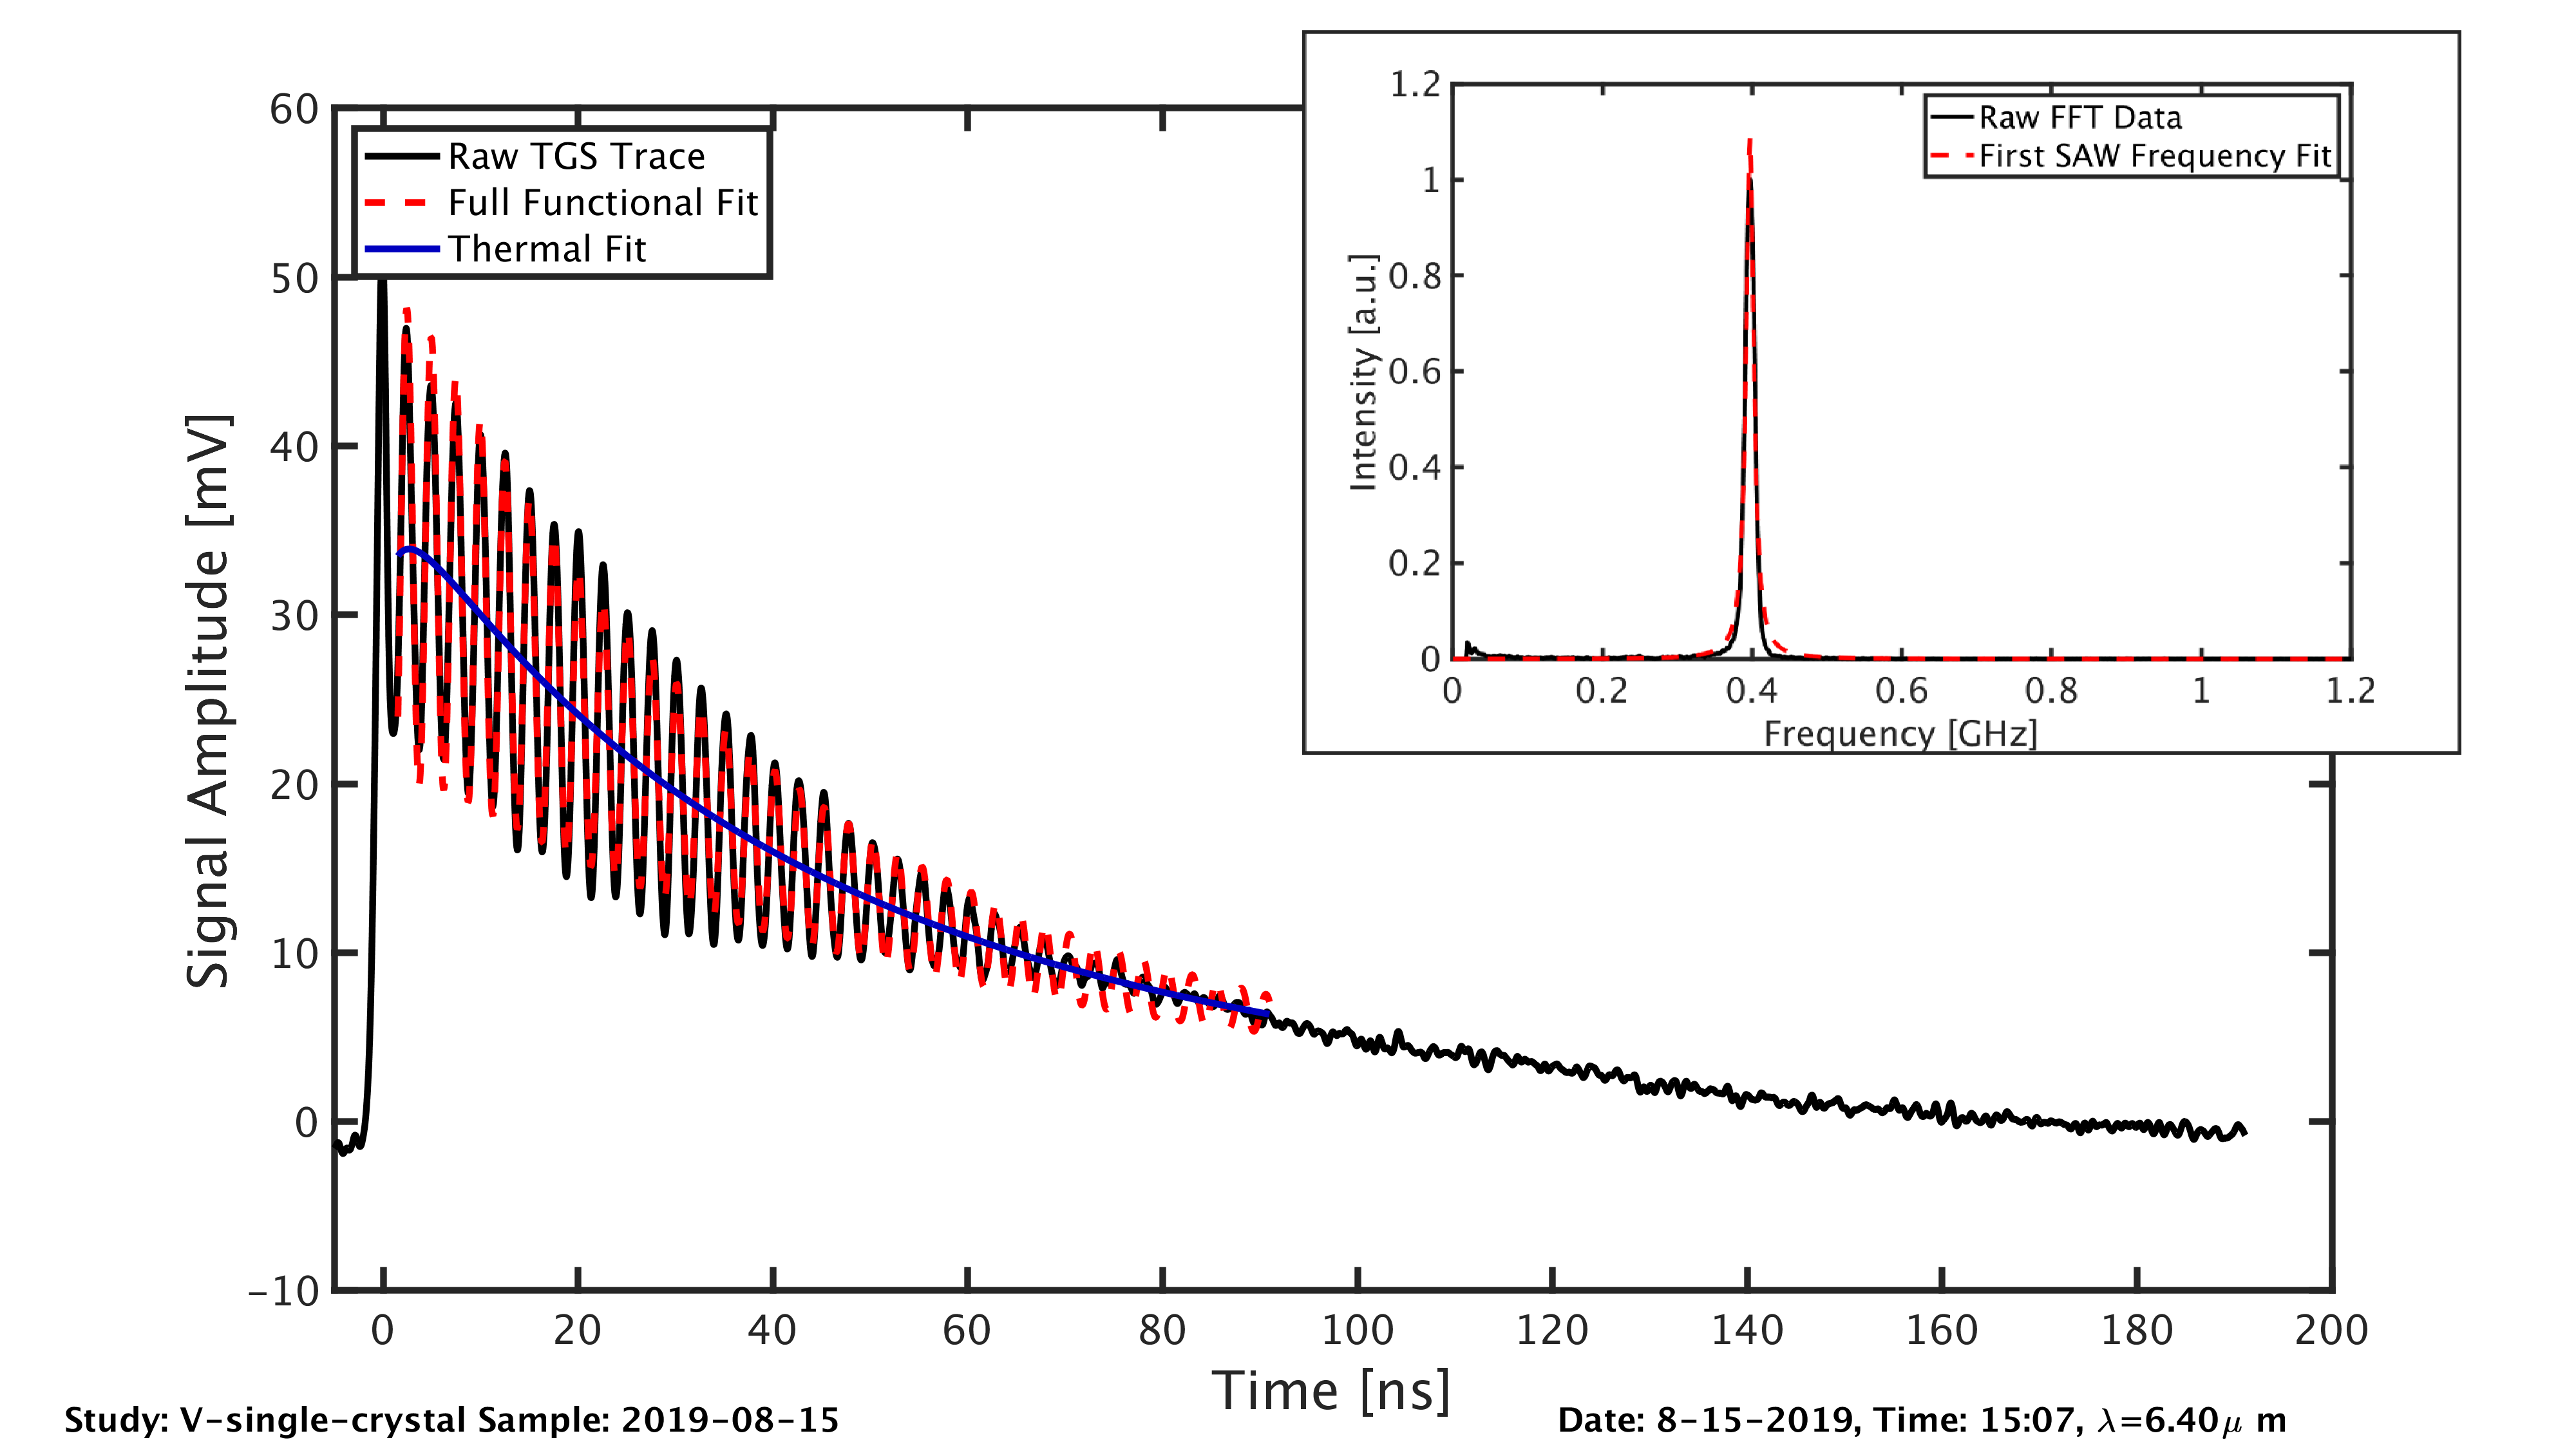 60
50
40
30
20
10
0
-10
Signal Amplitude [mV]
Raw TGS Trace
Full Functional Fit
Thermal Fit
0 20 40 60 80 100 120 140 160 180 200
Time [ns]
1.2
1
0.8
0.6
0.4
0.2
0
Intensity [a.u.]
Raw FFT Data
First SAW Frequency Fit
0 0.2 0.4 0.6 0.8 1 1.2
Frequency [GHz]
Study: V-single-crystal Sample: 2019-08-15
Date: 8-15-2019, Time: 15:07, λ=6.40μ m